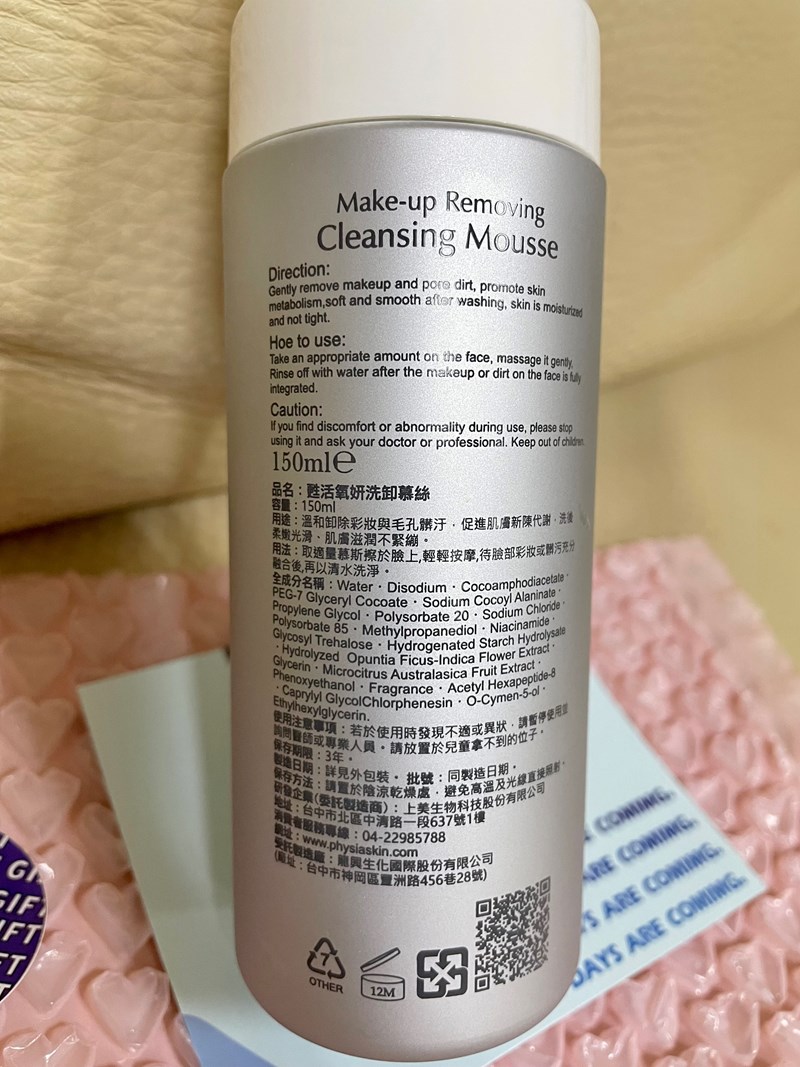 Make-up Removing
Cleansing Mousse
Direction:
Gently remove makeup and pore dirt, promote skin
metabolism,soft and smooth after washing, skin is moisturized
and not tight.
Hoe to use:
Take an appropriate amount on the face, massage it gently,
Rinse off with water after the makeup or dirt on the face is fully
integrated.
Caution:
If you find discomfort or abnormality during use, please stop
using it and ask your doctor or professional. Keep out of children
150ml℮
品名：甦活氧妍洗卸慕絲
容量：150ml
用途：溫和卸除彩妝與毛孔髒汙，促進肌膚新陳代謝，洗後
柔嫩光滑、肌膚滋潤不緊繃。
用法：取適量慕斯擦於臉上,輕輕按摩,待臉部彩妝或髒污充分
融合後,再以清水洗淨。
全成分名稱：Water · Disodium · Cocoamphodiacetate ·
PEG-7 Glyceryl Cocoate · Sodium Cocoyl Alaninate ·
Propylene Glycol · Polysorbate 20 · Sodium Chloride ·
Polysorbate 85 · Methylpropanediol · Niacinamide ·
Glycosyl Trehalose · Hydrogenated Starch Hydrolysate
· Hydrolyzed Opuntia Ficus-Indica Flower Extract ·
Glycerin · Microcitrus Australasica Fruit Extract ·
Phenoxyethanol · Fragrance · Acetyl Hexapeptide-8
· Caprylyl GlycolChlorphenesin · O-Cymen-5-ol ·
Ethylhexylglycerin.
使用注意事項：若於使用時發現不適或異狀，請暫停使用並
詢問醫師或專業人員。請放置於兒童拿不到的位子。
保存期限：3年。
製造日期：詳見外包裝。 批號：同製造日期。
保存方法：請置於陰涼乾燥處，避免高溫及光線直接照射。
研發企業(委託製造商)：上美生物科技股份有限公司
地址：台中市北區中清路一段637號1樓
消費者服務專線：04-22985788
網址：www.physiaskin.com
受託製造廠：龍興生化國際股份有限公司
(廠址：台中市神岡區豐洲路456巷28號)
7
OTHER
12M
E COMING.
ARE COMING.
YS ARE COMING.
DAYS ARE COMING.
GI
GIF
IFT
FT
T